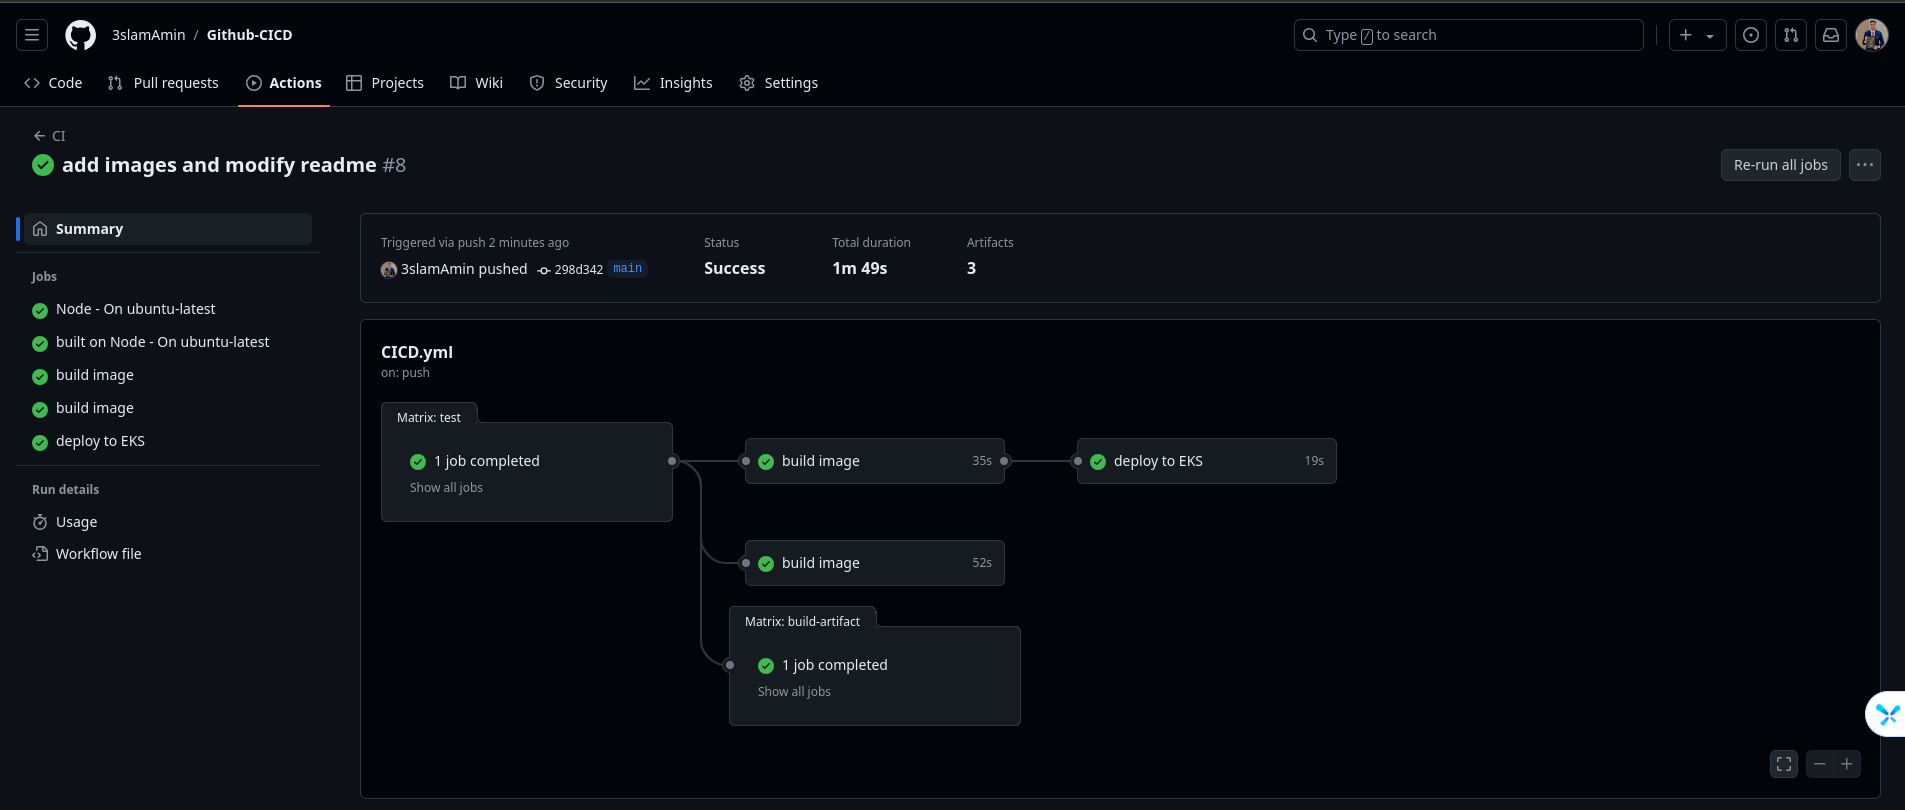 3slamAmin / Github-CICD
Type / to search
Code Pull requests Actions Projects Wiki Security Insights Settings
CI
add images and modify readme #8
Re-run all jobs
Summary
Jobs
Node - On ubuntu-latest
built on Node - On ubuntu-latest
build image
build image
deploy to EKS
Run details
Usage
Workflow file
Triggered via push 2 minutes ago
3slamAmin pushed 298d342 main
Status
Success
Total duration
1m 49s
Artifacts
3
CICD.yml
on: push
Matrix: test
1 job completed
Show all jobs
build image 35s
deploy to EKS 19s
build image 52s
Matrix: build-artifact
1 job completed
Show all jobs